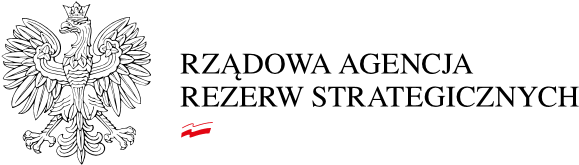 RZĄDOWA AGENCJA
REZERW STRATEGICZNYCH